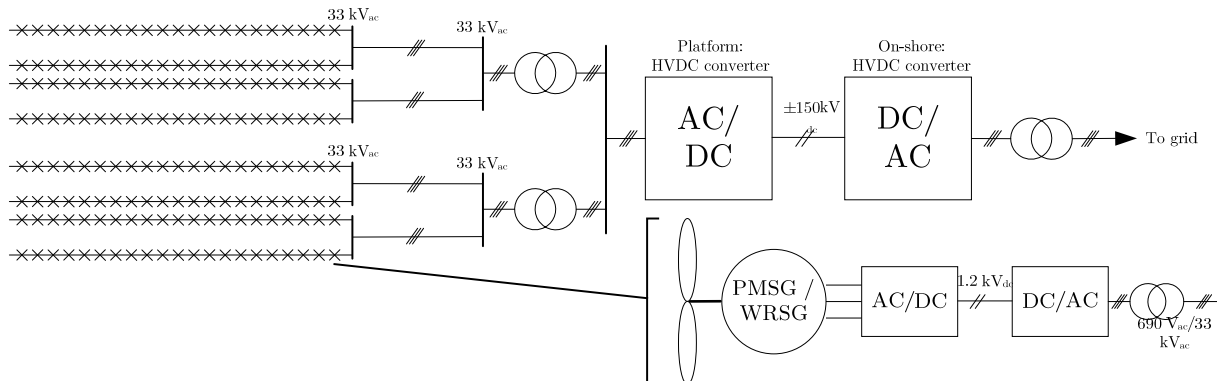 33 kVac
33 kVac
Platform:
HVDC converter
On-shore:
HVDC converter
AC/
DC
±150kV
dc
DC/
AC
To grid
33 kVac
33 kVac
PMSG /
WRSG
AC/DC
1.2 kVdc
DC/AC
690 Vac/33
kVac